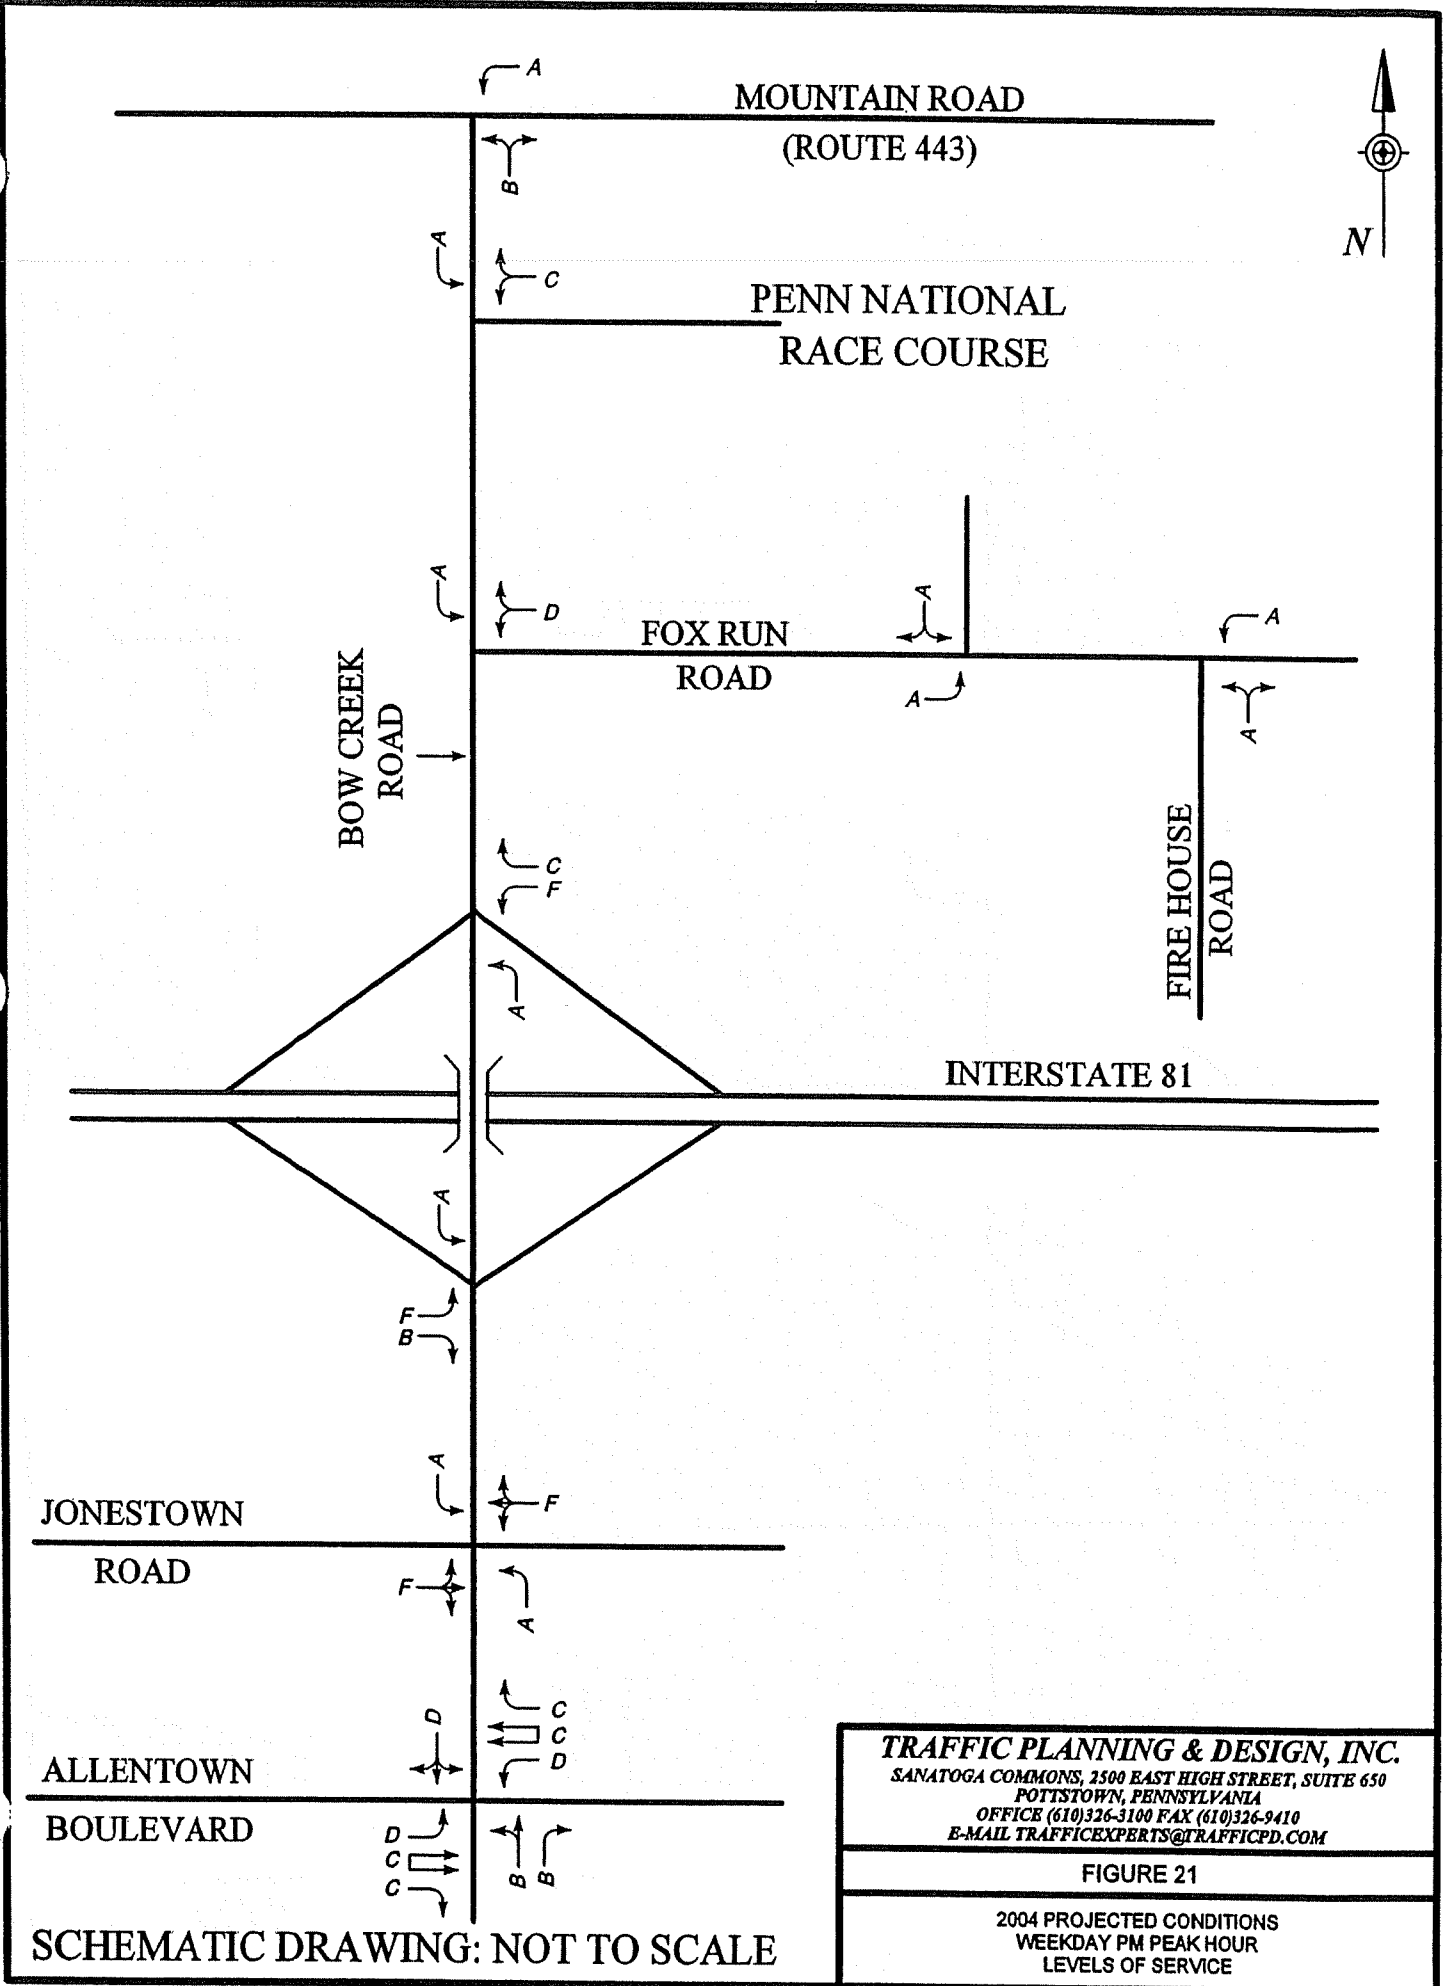 A
MOUNTAIN ROAD
(ROUTE 443)
B
N
A
C
PENN NATIONAL
RACE COURSE
A
D
A
A
FOX RUN
ROAD
A
A
BOW CREEK
ROAD
C
F
FIRE HOUSE
ROAD
A
INTERSTATE 81
A
F
B
A
F
JONESTOWN
ROAD
F
A
D
C
C
D
ALLENTOWN
BOULEVARD
D
C
C
B
B
SCHEMATIC DRAWING: NOT TO SCALE
TRAFFIC PLANNING & DESIGN, INC.
SANATOGA COMMONS, 2500 EAST HIGH STREET, SUITE 650
POTTSTOWN, PENNSYLVANIA
OFFICE (610)326-3100 FAX (610)326-9410
E-MAIL TRAFFICEXPERTS@TRAFFICPD.COM
FIGURE 21
2004 PROJECTED CONDITIONS
WEEKDAY PM PEAK HOUR
LEVELS OF SERVICE